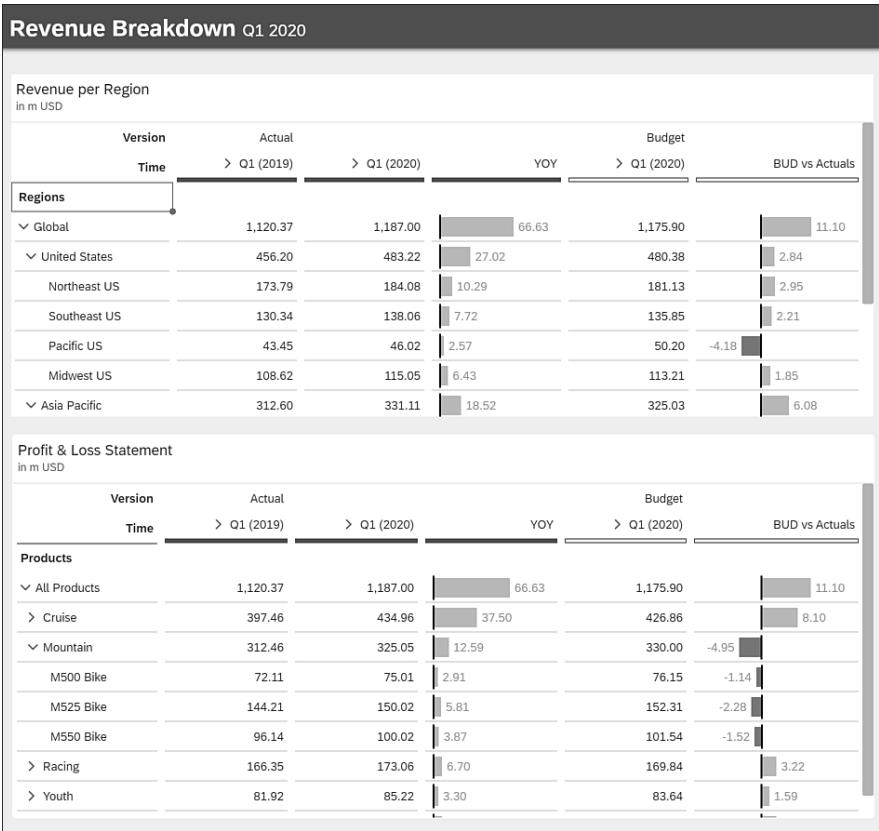 Revenue Breakdown Q1 2020
Revenue per Region
in m USD
Version Actual Budget
Time Q1 (2019) Q1 (2020) YOY Q1 (2020) BUD vs Actuals
Regions
Global 1,120.37 1,187.00 66.63 1,175.90 11.10
United States 456.20 483.22 27.02 480.38 2.84
Northeast US 173.79 184.08 10.29 181.13 2.95
Southeast US 130.34 138.06 7.72 135.85 2.21
Pacific US 43.45 46.02 2.57 50.20 -4.18
Midwest US 108.62 115.05 6.43 113.21 1.85
Asia Pacific 312.60 331.11 18.52 325.03 6.08
Profit & Loss Statement
in m USD
Version Actual Budget
Time Q1 (2019) Q1 (2020) YOY Q1 (2020) BUD vs Actuals
Products
All Products 1,120.37 1,187.00 66.63 1,175.90 11.10
Cruise 397.46 434.96 37.50 426.86 8.10
Mountain 312.46 325.05 12.59 330.00 -4.95
M500 Bike 72.11 75.01 2.91 76.15 -1.14
M525 Bike 144.21 150.02 5.81 152.31 -2.28
M550 Bike 96.14 100.02 3.87 101.54 -1.52
Racing 166.35 173.06 6.70 169.84 3.22
Youth 81.92 85.22 3.30 83.64 1.59